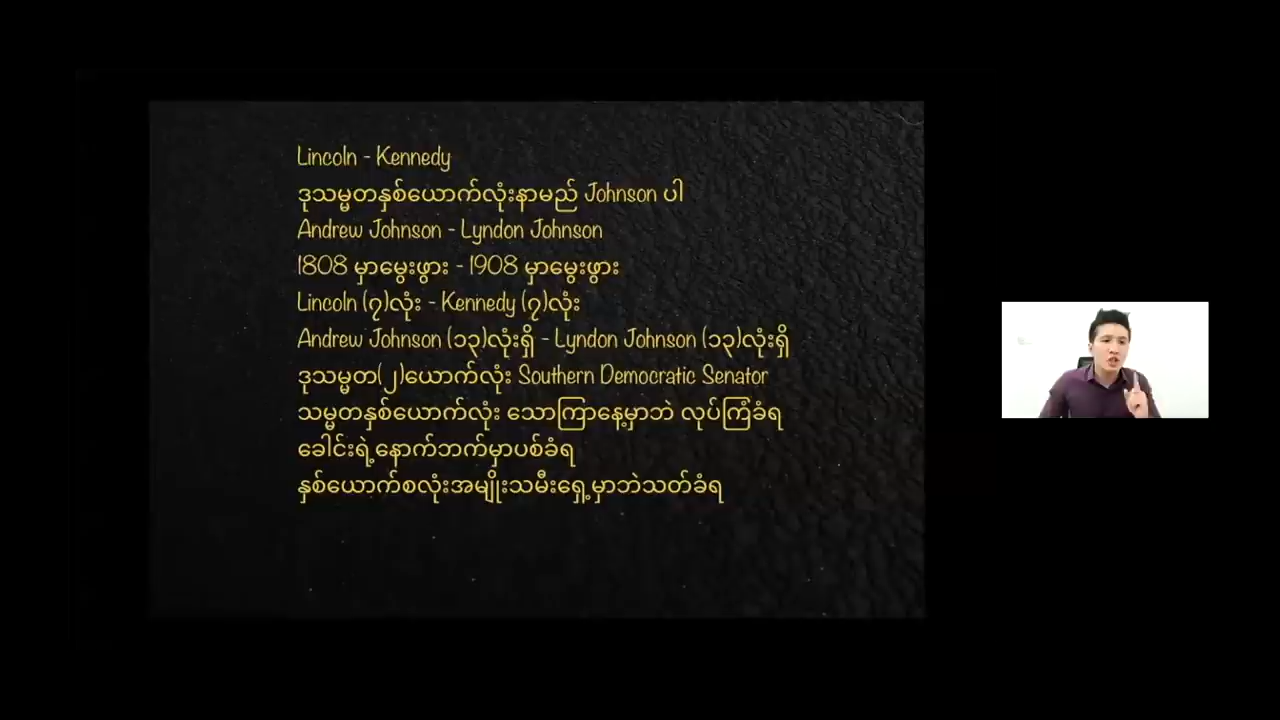 Lincoln - Kennedy
ဒုသမ္မတနှစ်ယောက်လုံးနာမည် Johnson ပါ
Andrew Johnson - Lyndon Johnson
1808 မှာမွေးဖွား - 1908 မှာမွေးဖွား
Lincoln (၇)လုံး - Kennedy (၇)လုံး
Andrew Johnson (၁၃)လုံးရှိ - Lyndon Johnson (၁၃)လုံးရှိ
ဒုသမ္မတ(၂)ယောက်လုံး Southern Democratic Senator
သမ္မတနှစ်ယောက်လုံး သောကြာနေ့မှာဘဲ လုပ်ကြံခံရ
ခေါင်းရဲ့နောက်ဘက်မှာပစ်ခံရ
နှစ်ယောက်စလုံးအမျိုးသမီးရှေ့မှာဘဲသတ်ခံရ